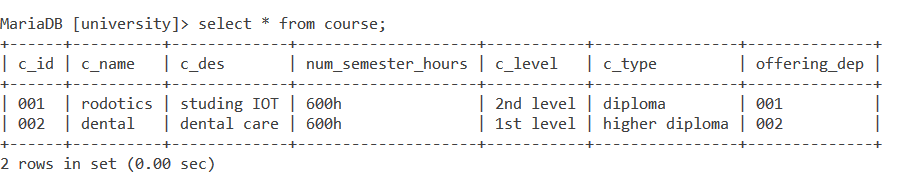 MariaDB [university]> select * from course;
+------+----------+-------------+--------------------+-----------+----------------+--------------+
| c_id | c_name | c_des | num_semester_hours | c_level | c_type | offering_dep |
+------+----------+-------------+--------------------+-----------+----------------+--------------+
| 001 | rodotics | studing IOT | 600h | 2nd level | diploma | 001 |
| 002 | dental | dental care | 600h | 1st level | higher diploma | 002 |
+------+----------+-------------+--------------------+-----------+----------------+--------------+
2 rows in set (0.00 sec)